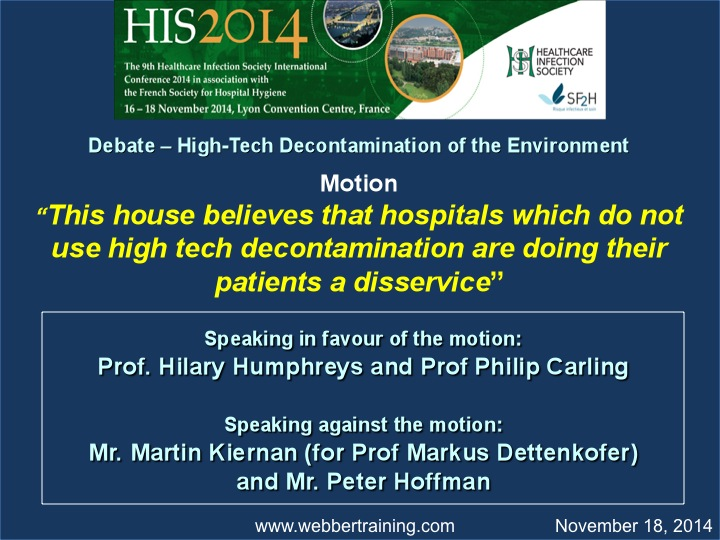 HIS2014
The 9th Healthcare Infection Society International
Conference 2014 in association with
the French Society for Hospital Hygiene
16 – 18 November 2014, Lyon Convention Centre, France
HEALTHCARE
INFECTION
SOCIETY
SF2H
Debate – High-Tech Decontamination of the Environment
Motion
“This house believes that hospitals which do not
use high tech decontamination are doing their
patients a disservice”
Speaking in favour of the motion:
Prof. Hilary Humphreys and Prof Philip Carling
Speaking against the motion:
Mr. Martin Kiernan (for Prof Markus Dettenkofer)
and Mr. Peter Hoffman
www.webbertraining.com
November 18, 2014